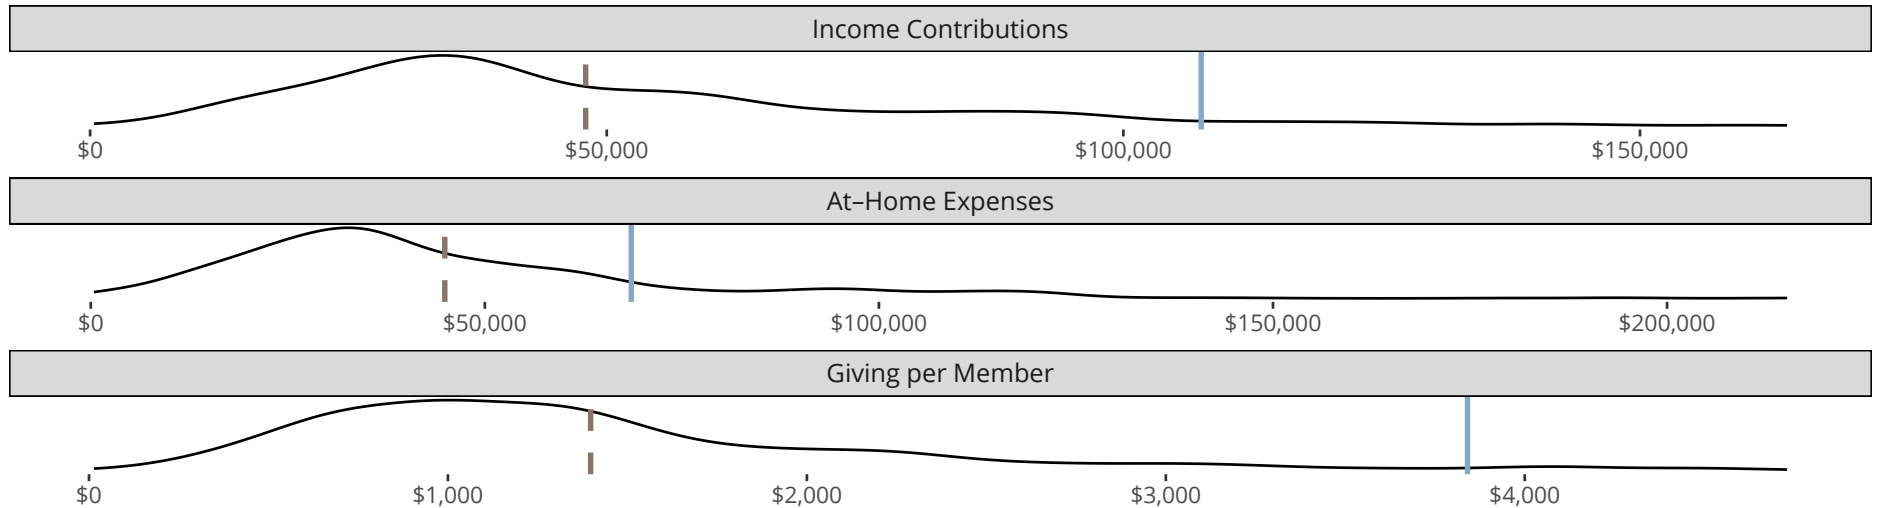 Income Contributions
$0 $50,000 $100,000 $150,000
At–Home Expenses
$0 $50,000 $100,000 $150,000 $200,000
Giving per Member
$0 $1,000 $2,000 $3,000 $4,000